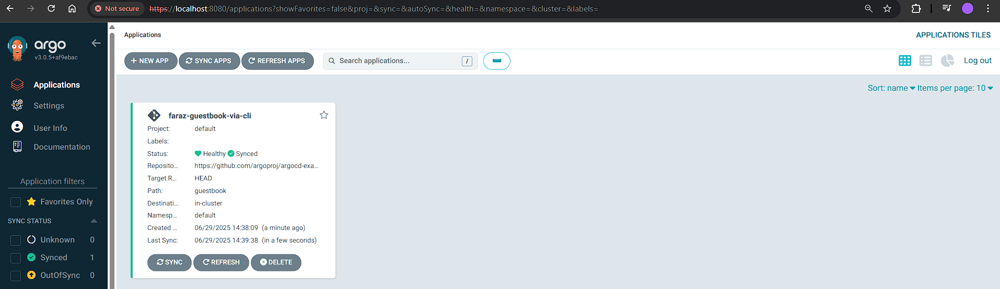 Not secure https://localhost:8080/applications?showFavorites=false&proj=&sync=&autoSync=&health=&namespace=&cluster=&labels=
argo
v3.0.5+af9ebac
Applications
Settings
User Info
Documentation
Application filters
Favorites Only
SYNC STATUS
Unknown 0
Synced 1
OutOfSync 0
Applications
APPLICATIONS TILES
+ NEW APP SYNC APPS REFRESH APPS Search applications... / Log out
Sort: name Items per page: 10
faraz-guestbook-via-cli
Project: default
Labels:
Status: Healthy Synced
Reposito... https://github.com/argoproj/argocd-exa...
Target R... HEAD
Path: guestbook
Destinati... in-cluster
Namesp... default
Created ... 06/29/2025 14:38:09 (a minute ago)
Last Sync: 06/29/2025 14:39:38 (in a few seconds)
SYNC REFRESH DELETE